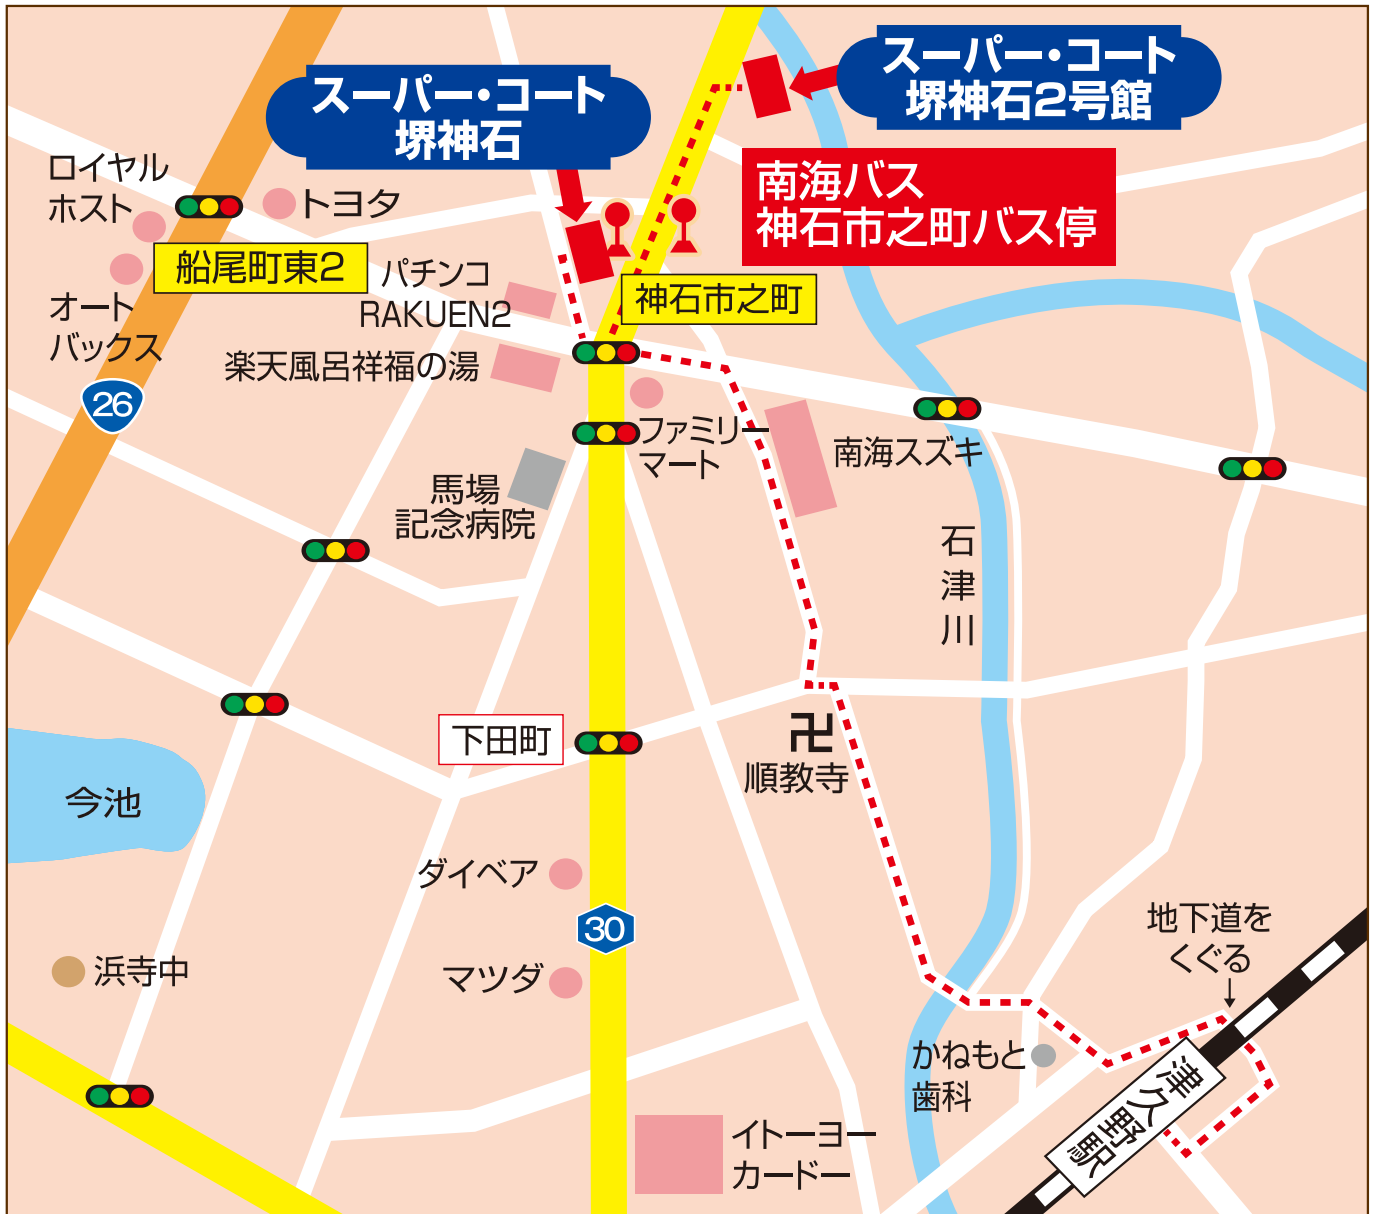 スーパー・コート
堺神石2号館
スーパー・コート
堺神石
南海バス
神石市之町バス停
ロイヤル
ホスト
トヨタ
船尾町東2
オート
バックス
パチンコ
RAKUEN2
神石市之町
楽天風呂祥福の湯
26
ファミリー
マート
南海スズキ
馬場
記念病院
石津川
下田町
卍
順教寺
今池
ダイベア
30
マツダ
浜寺中
地下道を
くぐる
かねもと
歯科
津久野駅
イトーヨー
カードー